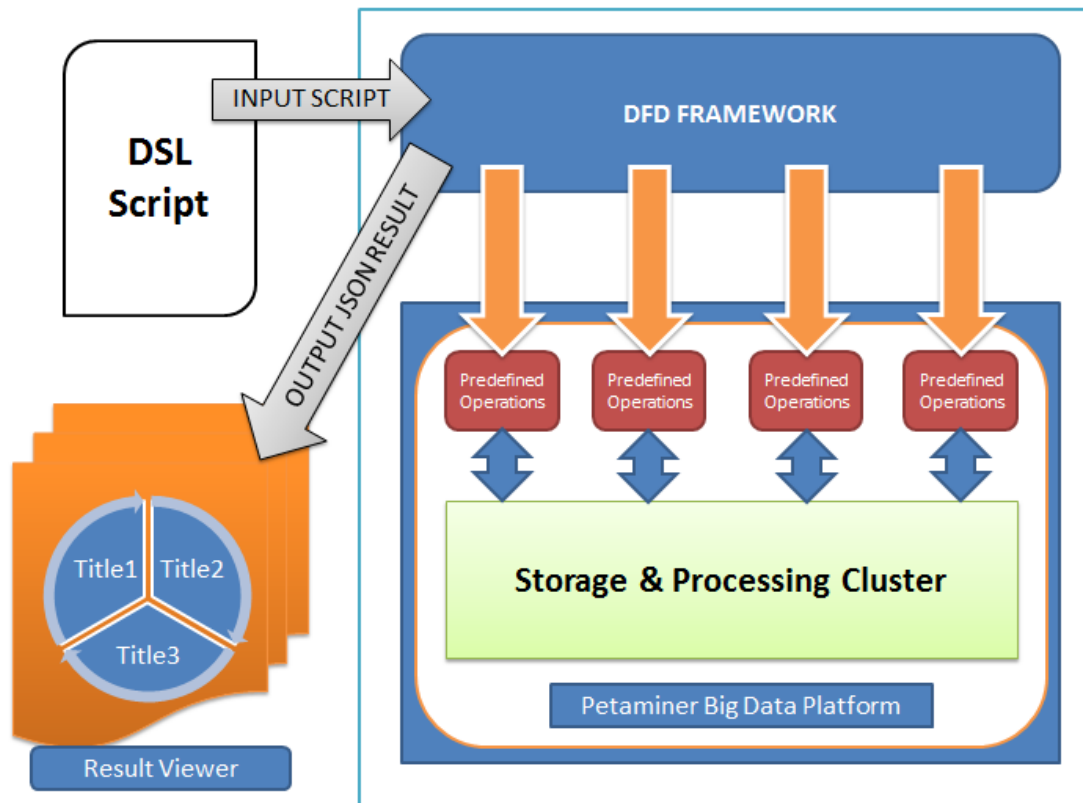 DSL
Script
INPUT SCRIPT
DFD FRAMEWORK
OUTPUT JSON RESULT
Predefined
Operations
Predefined
Operations
Predefined
Operations
Predefined
Operations
Storage & Processing Cluster
Petaminer Big Data Platform
Title1
Title2
Title3
Result Viewer